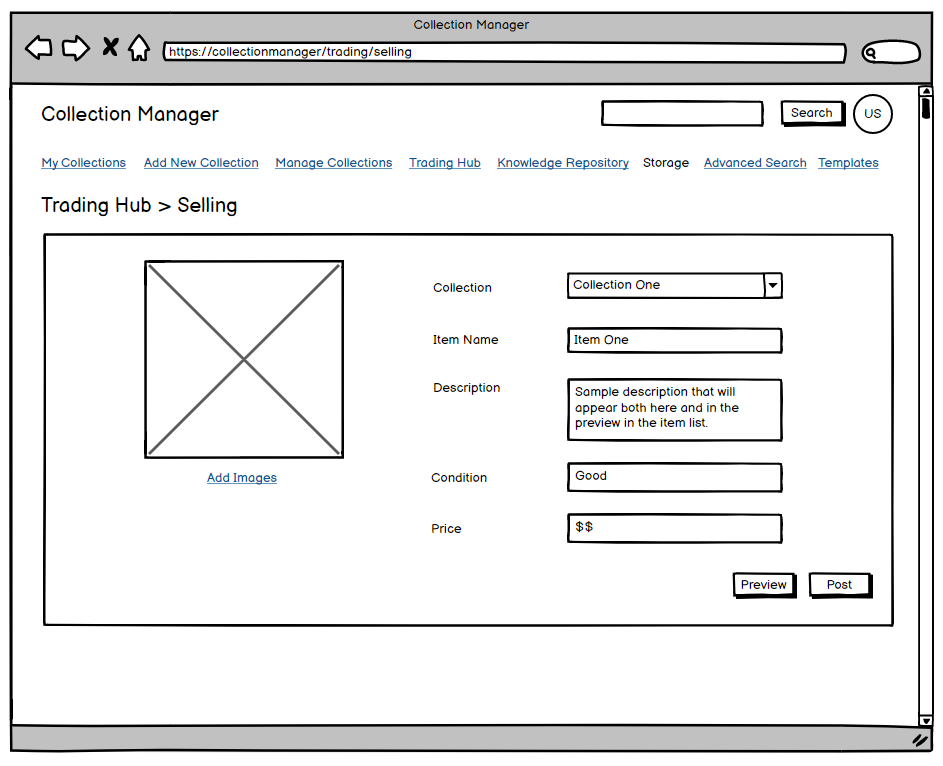 Collection Manager
https://collectionmanager/trading/selling
Collection Manager
Search
US
My Collections Add New Collection Manage Collections Trading Hub Knowledge Repository Storage Advanced Search Templates
Trading Hub > Selling
Collection
Collection One
Item Name
Item One
Description
Sample description that will
appear both here and in the
preview in the item list.
Add Images
Condition
Good
Price
$$
Preview
Post